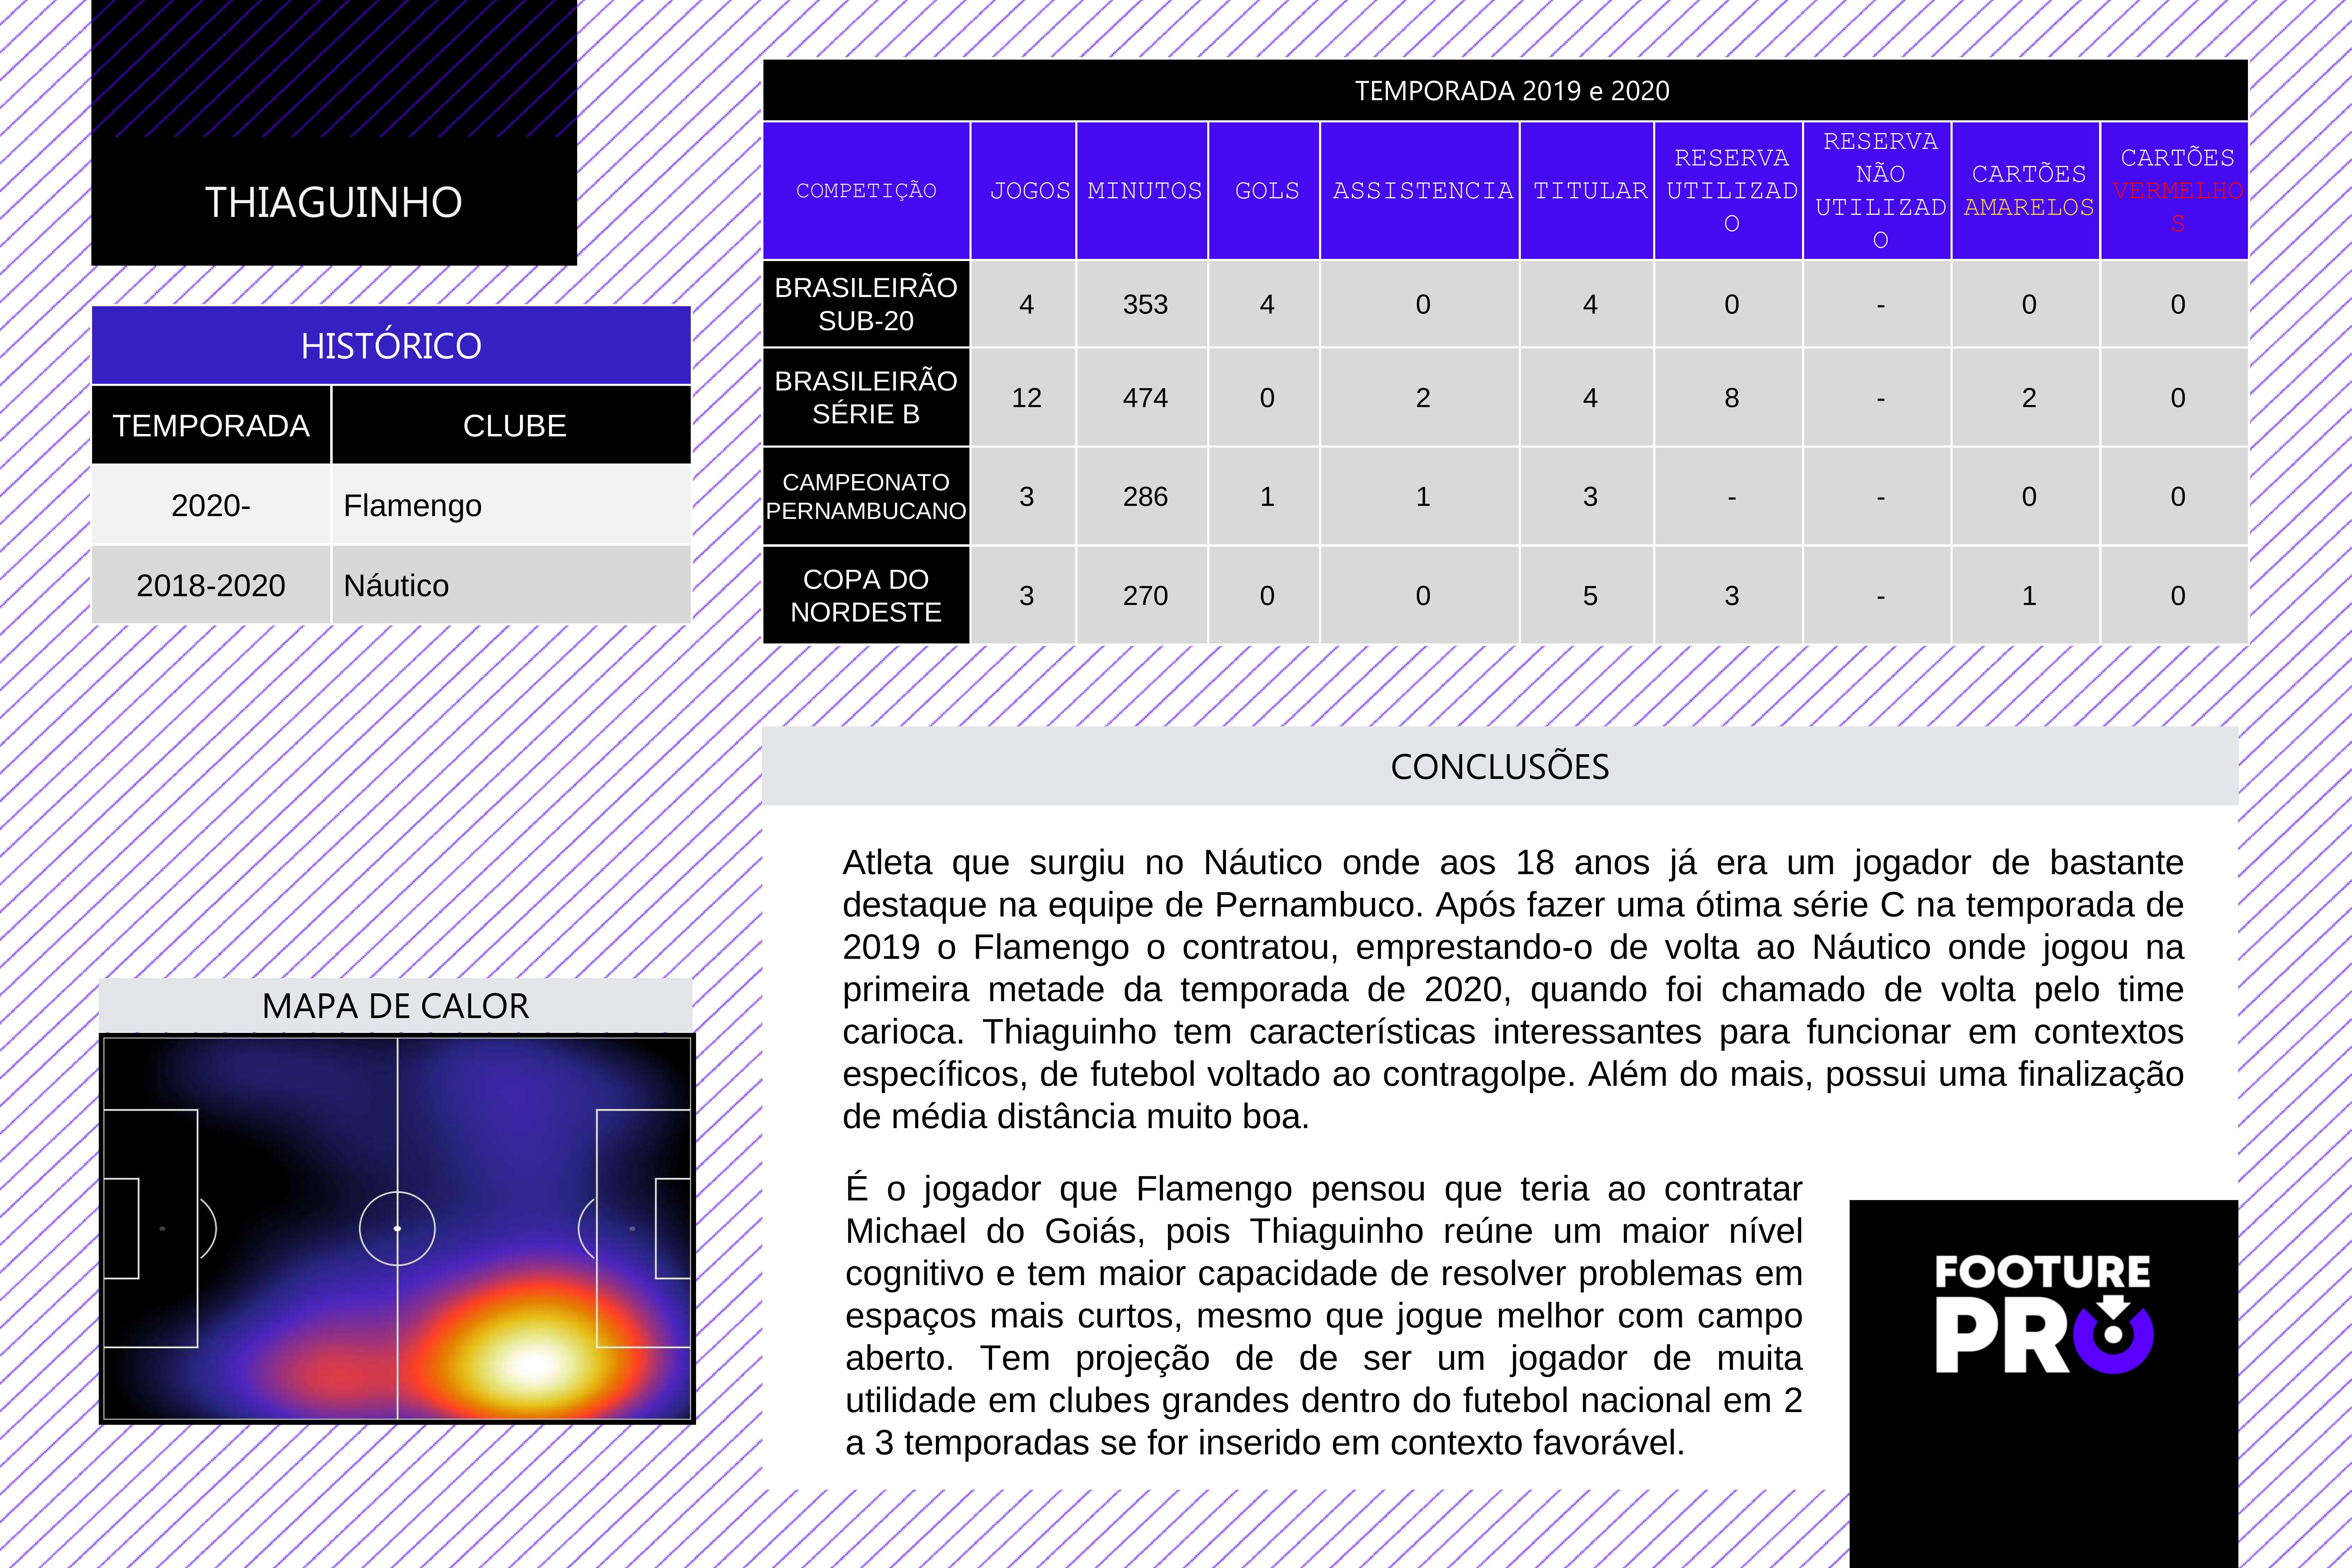 THIAGUINHO
HISTÓRICO
TEMPORADA CLUBE
2020- Flamengo
2018-2020 Náutico
TEMPORADA 2019 e 2020
COMPETIÇÃO JOGOS MINUTOS GOLS ASSISTENCIA TITULAR RESERVA UTILIZADO RESERVA NÃO UTILIZADO CARTÕES AMARELOS CARTÕES VERMELHOS
BRASILEIRÃO SUB-20 4 353 4 0 4 0 - 0 0
BRASILEIRÃO SÉRIE B 12 474 0 2 4 8 - 2 0
CAMPEONATO PERNAMBUCANO 3 286 1 1 3 - - 0 0
COPA DO NORDESTE 3 270 0 0 5 3 - 1 0
MAPA DE CALOR
CONCLUSÕES
Atleta que surgiu no Náutico onde aos 18 anos já era um jogador de bastante
destaque na equipe de Pernambuco. Após fazer uma ótima série C na temporada de
2019 o Flamengo o contratou, emprestando-o de volta ao Náutico onde jogou na
primeira metade da temporada de 2020, quando foi chamado de volta pelo time
carioca. Thiaguinho tem características interessantes para funcionar em contextos
específicos, de futebol voltado ao contragolpe. Além do mais, possui uma finalização
de média distância muito boa.
É o jogador que Flamengo pensou que teria ao contratar
Michael do Goiás, pois Thiaguinho reúne um maior nível
cognitivo e tem maior capacidade de resolver problemas em
espaços mais curtos, mesmo que jogue melhor com campo
aberto. Tem projeção de de ser um jogador de muita
utilidade em clubes grandes dentro do futebol nacional em 2
a 3 temporadas se for inserido em contexto favorável.
FOOTURE
PRO